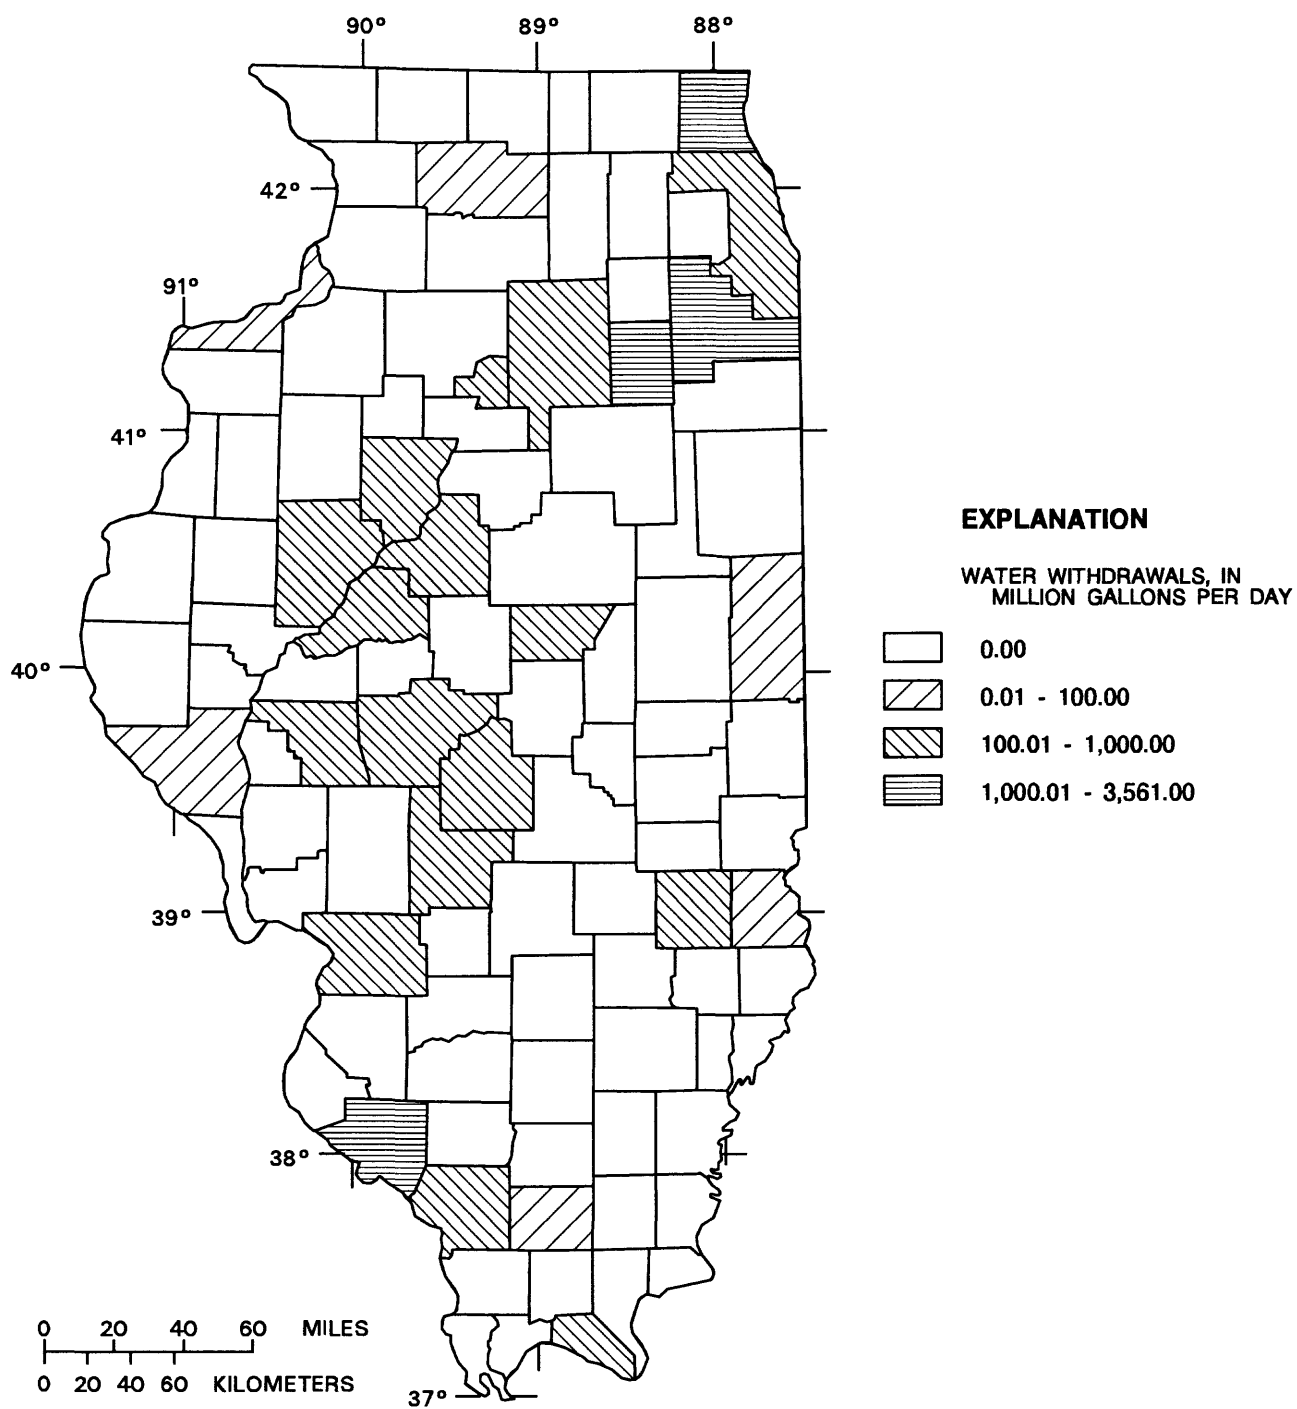 90° 89° 88°
42°
91°
41°
EXPLANATION
WATER WITHDRAWALS, IN
MILLION GALLONS PER DAY
0.00
40°
0.01 - 100.00
100.01 - 1,000.00
1,000.01 - 3,561.00
39°
38°
0 20 40 60 MILES
0 20 40 60 KILOMETERS
37°